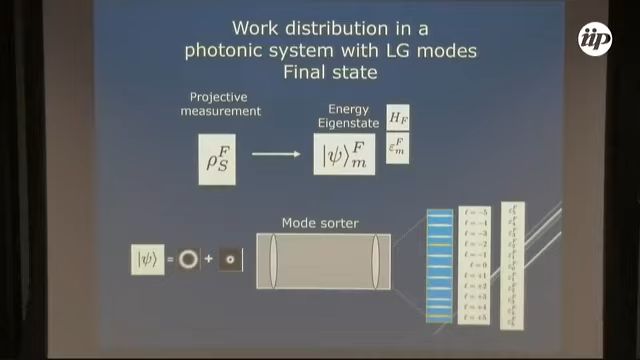 iip
Work distribution in a
photonic system with LG modes
Final state
Projective
measurement
Energy
Eigenstate
H_F
ρ_S^F
|ψ⟩_m^F
ε_m^F
Mode sorter
|ψ⟩ = +
ℓ = −5
ℓ = −4
ℓ = −3
ℓ = −2
ℓ = −1
ℓ = 0
ℓ = +1
ℓ = +2
ℓ = +3
ℓ = +4
ℓ = +5